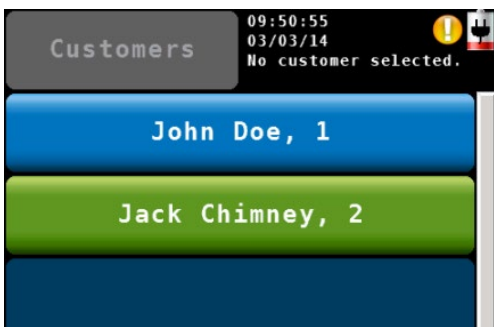 Customers
09:50:55
03/03/14
No customer selected.
John Doe, 1
Jack Chimney, 2